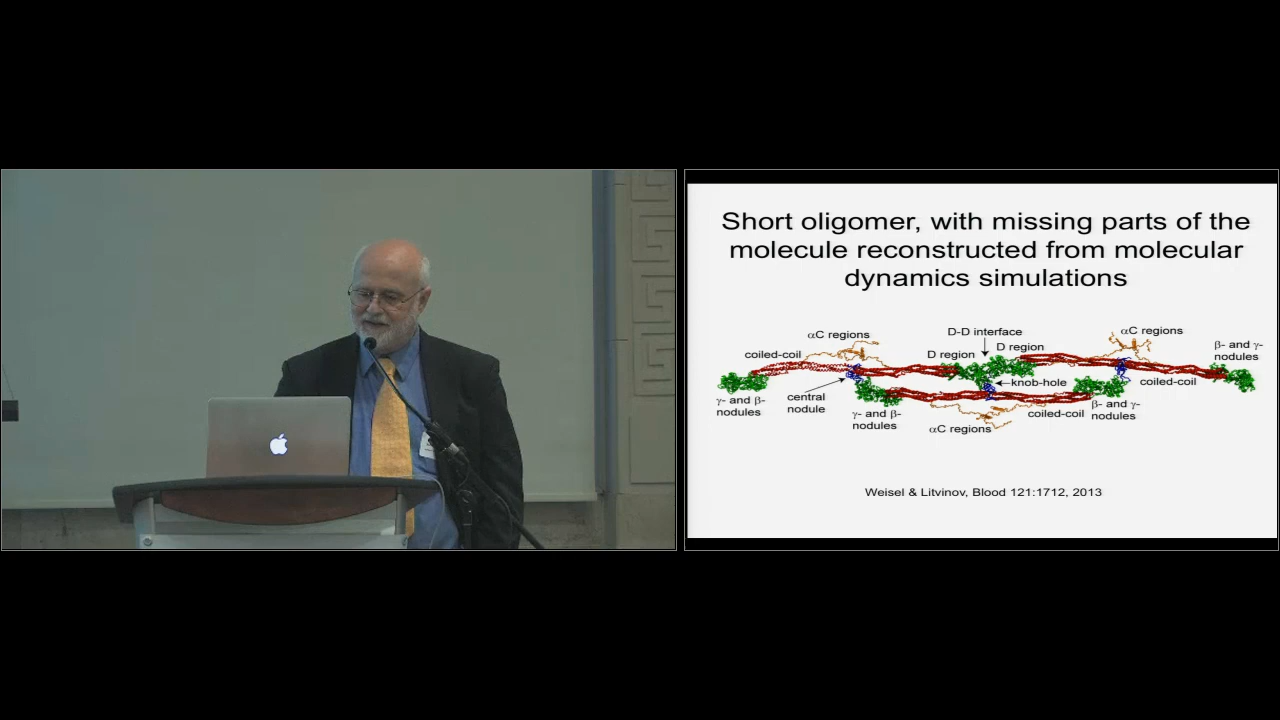 Short oligomer, with missing parts of the
molecule reconstructed from molecular
dynamics simulations
αC regions
D-D interface
αC regions
coiled-coil
D region
D region
β- and γ-
nodules
knob-hole
coiled-coil
γ- and β-
nodules
central
nodule
γ- and β-
nodules
αC regions
coiled-coil
β- and γ-
nodules
Weisel & Litvinov, Blood 121:1712, 2013